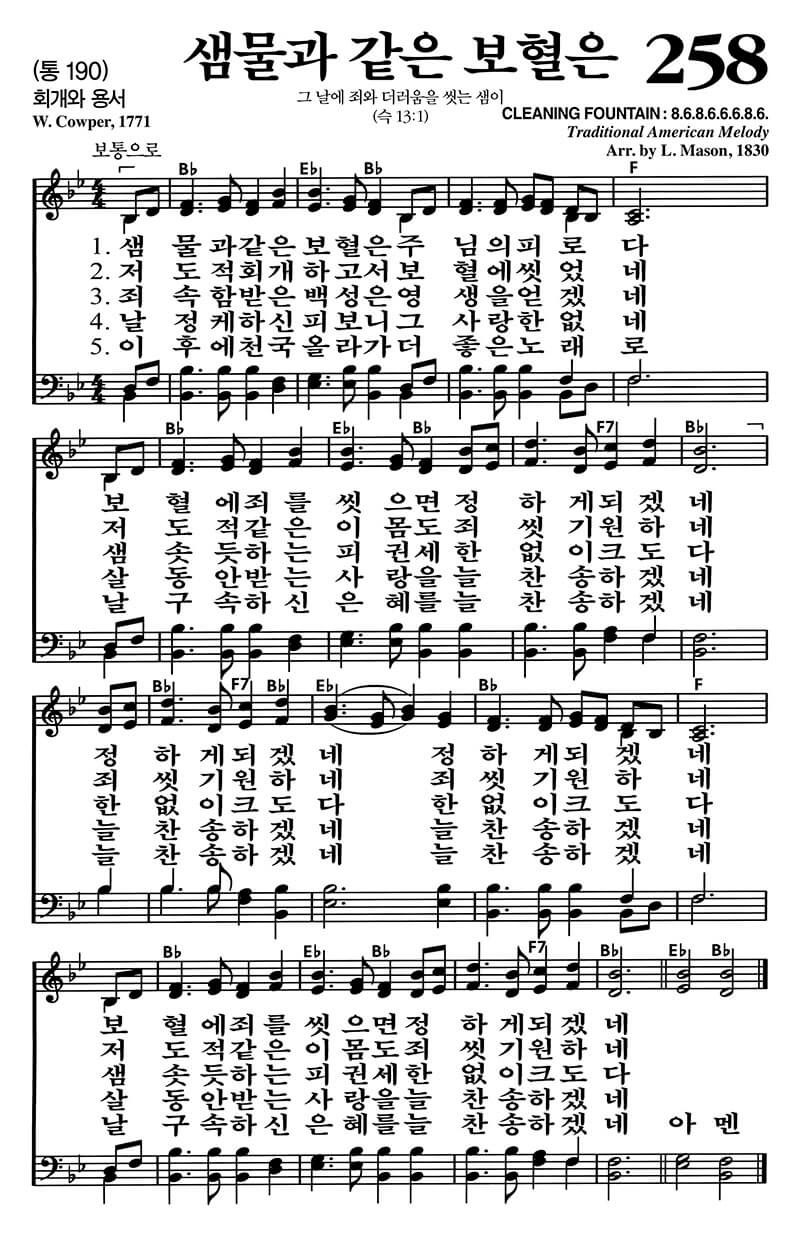 (통 190)
회개와 용서
W. Cowper, 1771
샘물과 같은 보혈은 258
그 날에 죄와 더러움을 씻는 샘이
(슥 13:1)
CLEANING FOUNTAIN : 8.6.8.6.6.6.8.6.
Traditional American Melody
Arr. by L. Mason, 1830
보통으로
B♭ E♭ B♭ F
1. 샘 물 과같은 보혈은주 님의피 로 다
2. 저 도 적회개 하고서보 혈에씻 었 네
3. 죄 속 함받은 백성은영 생을얻 겠 네
4. 날 정 케하신 피보니그 사랑한 없 네
5. 이 후 에천국 올라가더 좋은노 래 로
B♭ E♭ B♭ F7 B♭
보 혈 에죄를 씻 으면정 하 게되겠 네
저 도 적같은 이 몸도죄 씻 기원하 네
샘 솟 듯하는 피 권세한 없 이크도 다
살 동 안받는 사 랑을늘 찬 송하겠 네
날 구 속하신 은 혜를늘 찬 송하겠 네
B♭ F7 B♭ E♭ B♭ F
정 하 게되겠 네 정 하 게되 겠 네
죄 씻 기원하 네 죄 씻 기원 하 네
한 없 이크도 다 한 없 이크 도 다
늘 찬 송하겠 네 늘 찬 송하 겠 네
늘 찬 송하겠 네 늘 찬 송하 겠 네
B♭ E♭ B♭ F7 B♭ E♭ B♭
보 혈 에죄를 씻 으면정 하 게되겠 네
저 도 적같은 이 몸도죄 씻 기원하 네
샘 솟 듯하는 피 권세한 없 이크도 다
살 동 안받는 사 랑을늘 찬 송하겠 네
날 구 속하신 은 혜를늘 찬 송하겠 네 아 멘